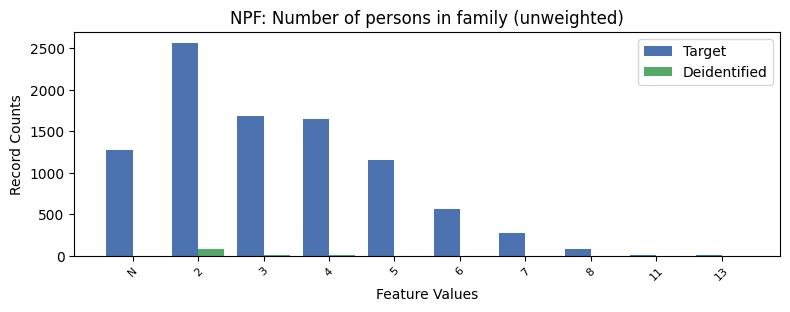 NPF: Number of persons in family (unweighted)
Target
Deidentified
Record Counts
2500
2000
1500
1000
500
0
N 2 3 4 5 6 7 8 11 13
Feature Values